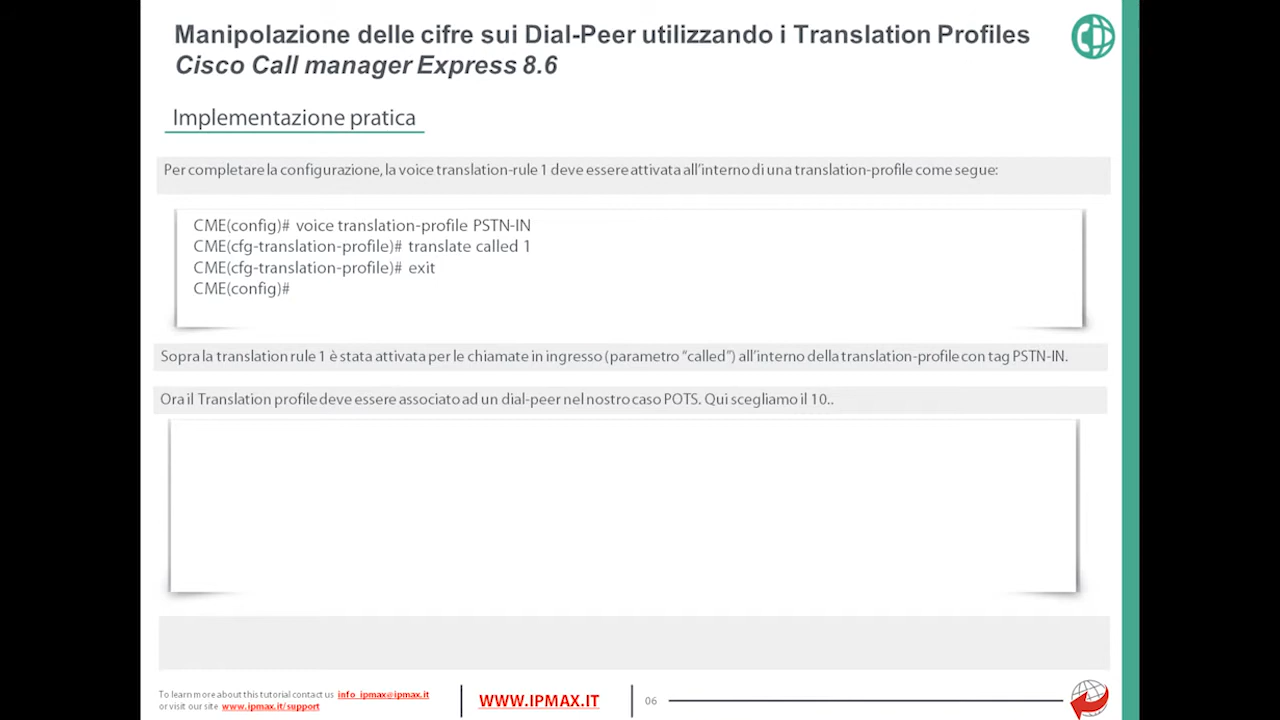 Manipolazione delle cifre sui Dial-Peer utilizzando i Translation Profiles
Cisco Call manager Express 8.6
Implementazione pratica
Per completare la configurazione, la voice translation-rule 1 deve essere attivata all'interno di una translation-profile come segue:
CME(config)# voice translation-profile PSTN-IN
CME(cfg-translation-profile)# translate called 1
CME(cfg-translation-profile)# exit
CME(config)#
Sopra la translation rule 1 è stata attivata per le chiamate in ingresso (parametro "called") all'interno della translation-profile con tag PSTN-IN.
Ora il Translation profile deve essere associato ad un dial-peer nel nostro caso POTS. Qui scegliamo il 10..
To learn more about this tutorial contact us info_ipmax@ipmax.it
or visit our site www.ipmax.it/support
WWW.IPMAX.IT
06